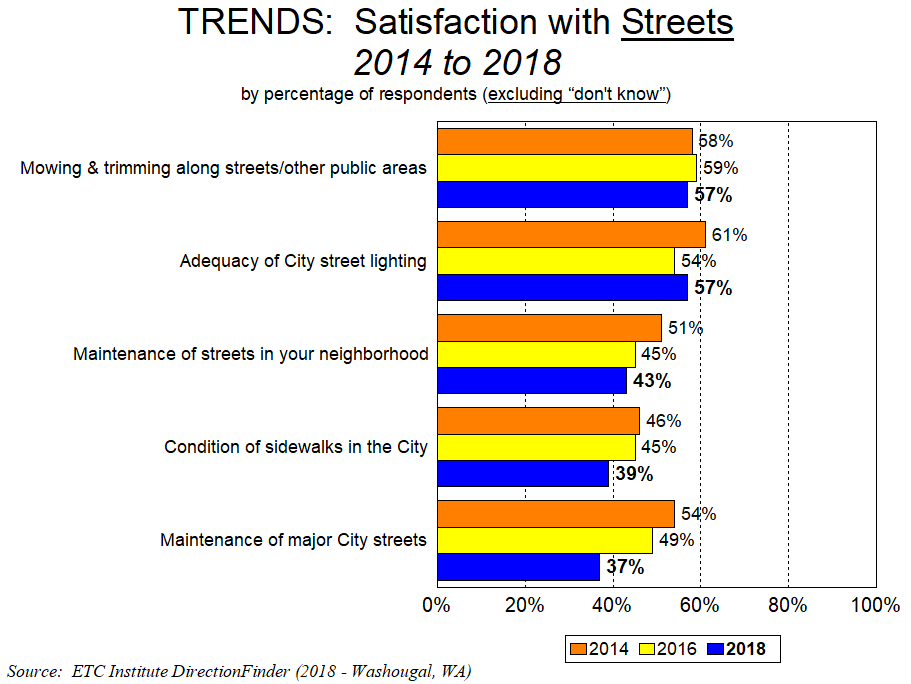 TRENDS: Satisfaction with Streets
2014 to 2018
by percentage of respondents (excluding “don't know”)
58%
Mowing & trimming along streets/other public areas 59%
57%
61%
Adequacy of City street lighting 54%
57%
51%
Maintenance of streets in your neighborhood 45%
43%
46%
Condition of sidewalks in the City 45%
39%
54%
Maintenance of major City streets 49%
37%
0% 20% 40% 60% 80% 100%
2014 2016 2018
Source: ETC Institute DirectionFinder (2018 - Washougal, WA)